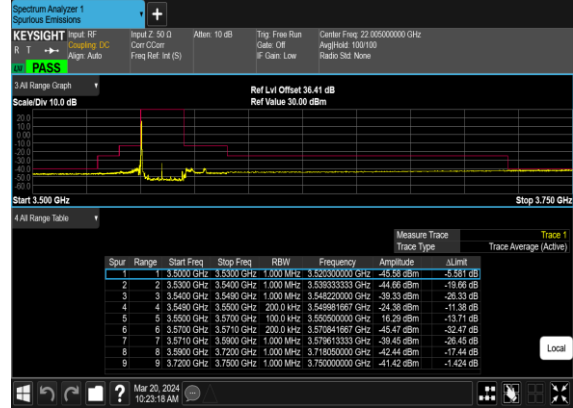 Spectrum Analyzer 1
Spurious Emissions
+
KEYSIGHT Input: RF Input Z: 50 Ω Atten: 10 dB Trig: Free Run Center Freq: 22.005000000 GHz
R T Coupling: DC Corr CCorr Gate: Off Avg|Hold: 100/100
Align: Auto Freq Ref: Int (S) IF Gain: Low Radio Std: None
PASS
3 All Range Graph
Ref Lvl Offset 36.41 dB
Scale/Div 10.0 dB Ref Value 30.00 dBm
20.0
10.0
0.00
-10.0
-20.0
-30.0
-40.0
-50.0
-60.0
Start 3.500 GHz Stop 3.750 GHz
4 All Range Table
Measure Trace Trace 1
Trace Type Trace Average (Active)
Spur Range Start Freq Stop Freq RBW Frequency Amplitude ΔLimit
1 1 3.5000 GHz 3.5300 GHz 1.000 MHz 3.520300000 GHz -45.58 dBm -5.581 dB
2 2 3.5300 GHz 3.5400 GHz 1.000 MHz 3.539333333 GHz -44.66 dBm -19.66 dB
3 3 3.5400 GHz 3.5490 GHz 1.000 MHz 3.548220000 GHz -39.33 dBm -26.33 dB
4 4 3.5490 GHz 3.5500 GHz 200.0 kHz 3.549981667 GHz -24.38 dBm -11.38 dB
5 5 3.5500 GHz 3.5700 GHz 100.0 kHz 3.550500000 GHz 16.29 dBm -13.71 dB
6 6 3.5700 GHz 3.5710 GHz 200.0 kHz 3.570841667 GHz -45.47 dBm -32.47 dB
7 7 3.5710 GHz 3.5900 GHz 1.000 MHz 3.579613333 GHz -39.45 dBm -26.45 dB
8 8 3.5900 GHz 3.7200 GHz 1.000 MHz 3.718050000 GHz -42.44 dBm -17.44 dB
9 9 3.7200 GHz 3.7500 GHz 1.000 MHz 3.750000000 GHz -41.42 dBm -1.424 dB
Local
? Mar 20, 2024
10:23:18 AM